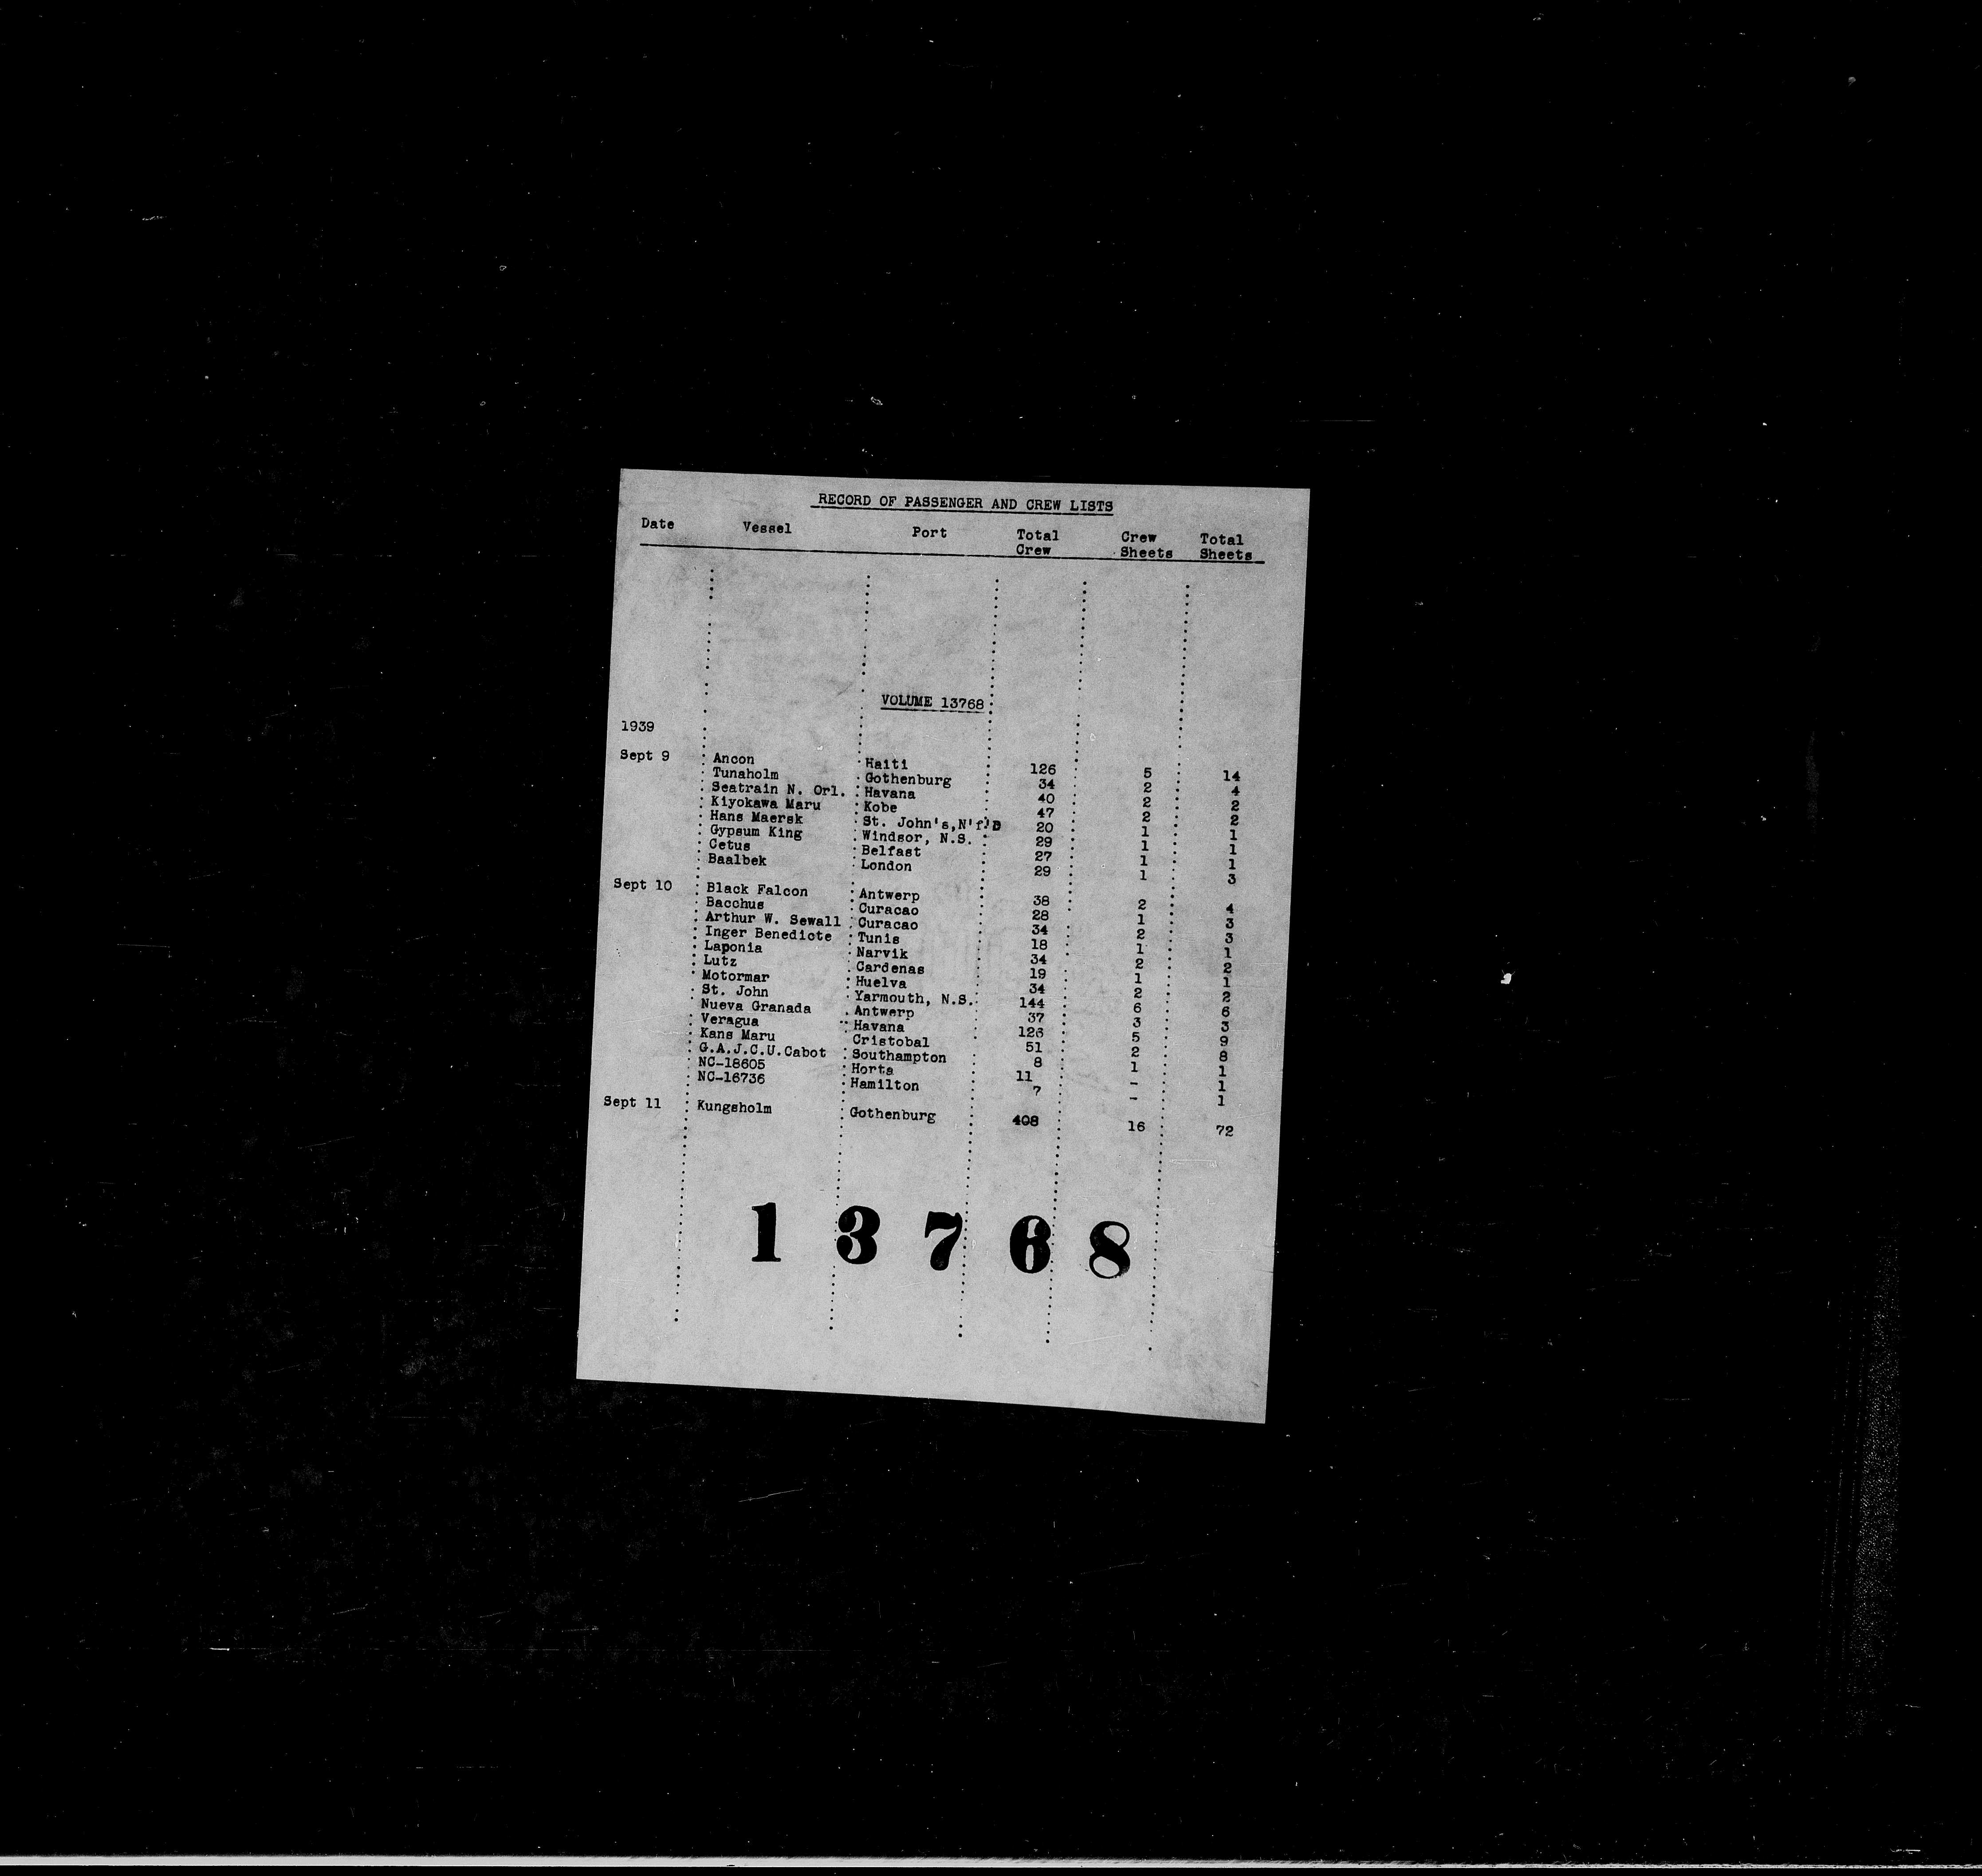 RECORD OF PASSENGER AND CREW LISTS
Date Vessel Port Total Crew Crew Sheets Total Sheets
VOLUME 13768
1939
Sept 9 Ancon Haiti 126 5 14
Tunaholm Gothenburg 34 2 4
Seatrain N. Orl. Havana 40 2 2
Kiyokawa Maru Kobe 47 2 2
Hans Maersk St. John's,N'f'D 20 1 1
Gypsum King Windsor, N.S. 29 1 1
Cetus Belfast 27 1 1
Baalbek London 29 1 3
Sept 10 Black Falcon Antwerp 38 2 4
Bacchus Curacao 28 1 3
Arthur W. Sewall Curacao 34 2 3
Inger Benedicte Tunis 18 1 1
Laponia Narvik 34 2 2
Lutz Cardenas 19 1 1
Motormar Huelva 34 2 2
St. John Yarmouth, N.S. 144 6 6
Nueva Granada Antwerp 37 3 3
Veragua Havana 126 5 9
Kans Maru Cristobal 51 2 8
G.A.J.C.U.Cabot Southampton 8 1 1
NC-18605 Horta 11 - 1
NC-16736 Hamilton 7 - 1
Sept 11 Kungsholm Gothenburg 408 16 72
13768